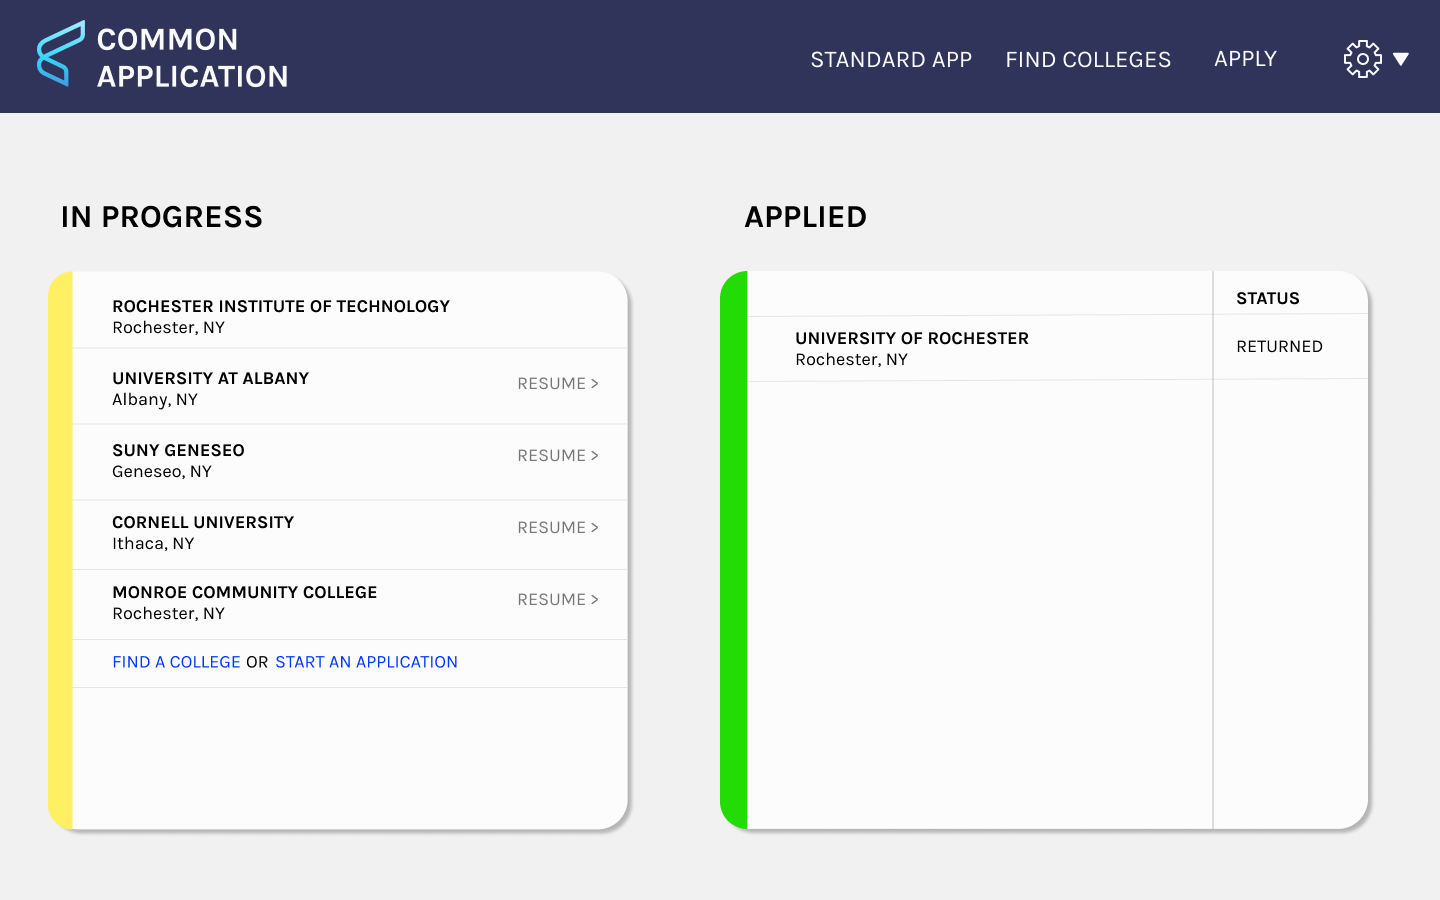 COMMON
APPLICATION
STANDARD APP
FIND COLLEGES
APPLY
IN PROGRESS
ROCHESTER INSTITUTE OF TECHNOLOGY
Rochester, NY
UNIVERSITY AT ALBANY
Albany, NY
RESUME >
SUNY GENESEO
Geneseo, NY
RESUME >
CORNELL UNIVERSITY
Ithaca, NY
RESUME >
MONROE COMMUNITY COLLEGE
Rochester, NY
RESUME >
FIND A COLLEGE OR START AN APPLICATION
APPLIED
STATUS
UNIVERSITY OF ROCHESTER
Rochester, NY
RETURNED